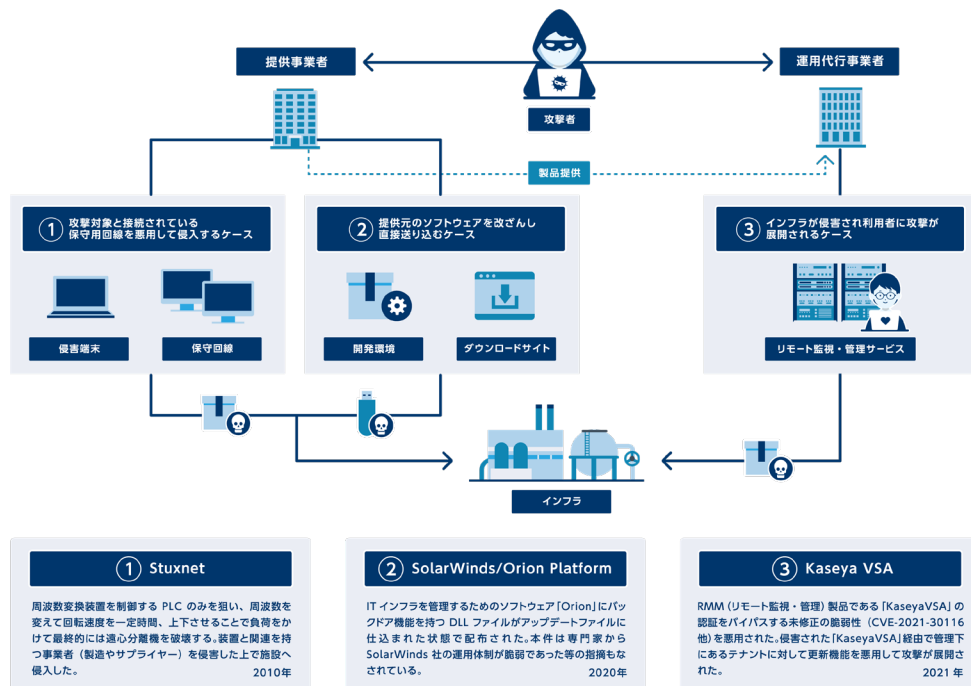 提供事業者
運用代行事業者
攻撃者
製品提供
1 攻撃対象と接続されている
保守用回線を悪用して侵入するケース
侵害端末
保守回線
2 提供元のソフトウェアを改ざんし
直接送り込むケース
開発環境
ダウンロードサイト
3 インフラが侵害され利用者に攻撃が
展開されるケース
リモート監視・管理サービス
インフラ
1 Stuxnet
周波数変換装置を制御する PLC のみを狙い、周波数を
変えて回転速度を一定時間、上下させることで負荷をか
けて最終的には遠心分離機を破壊する。装置と関連を持
つ事業者（製造やサプライヤー）を侵害した上で施設へ
侵入した。 2010年
2 SolarWinds/Orion Platform
IT インフラを管理するためのソフトウェア「Orion」にバッ
クドア機能を持つ DLL ファイルがアップデートファイルに
仕込まれた状態で配布された。本件は専門家から
SolarWinds 社の運用体制が脆弱であった等の指摘もな
されている。 2020年
3 Kaseya VSA
RMM（リモート監視・管理）製品である「KaseyaVSA」の
認証をバイパスする未修正の脆弱性（CVE-2021-30116
他）を悪用された。侵害された「KaseyaVSA」経由で管理下
にあるテナントに対して更新機能を悪用して攻撃が展開さ
れた。 2021 年